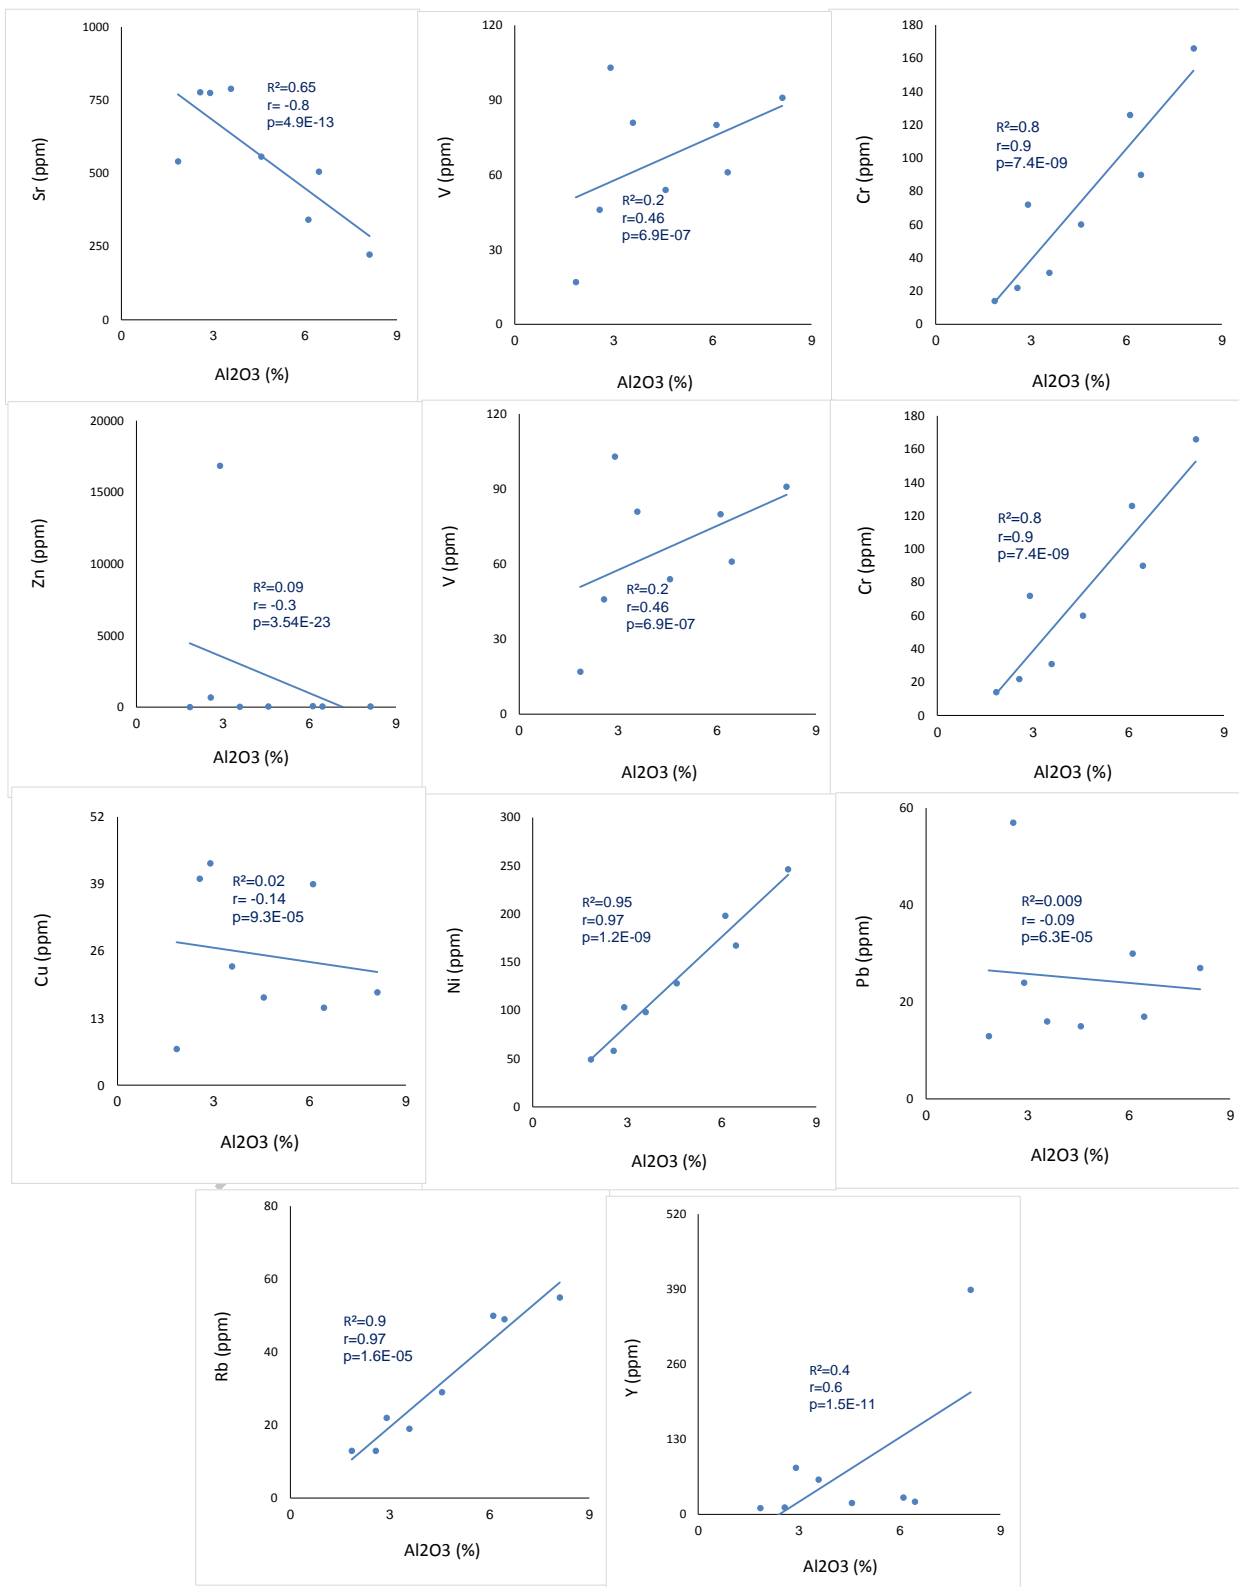 1000
750
500
250
0
0
3
6
9
Sr (ppm)
R²=0.65
r= -0.8
p=4.9E-13
Al2O3 (%)
120
90
60
30
0
0
3
6
9
V (ppm)
R²=0.2
r=0.46
p=6.9E-07
Al2O3 (%)
180
160
140
120
100
80
60
40
20
0
0
3
6
9
Cr (ppm)
R²=0.8
r=0.9
p=7.4E-09
Al2O3 (%)
20000
15000
10000
5000
0
0
3
6
9
Zn (ppm)
R²=0.09
r= -0.3
p=3.54E-23
Al2O3 (%)
120
90
60
30
0
0
3
6
9
V (ppm)
R²=0.2
r=0.46
p=6.9E-07
Al2O3 (%)
180
160
140
120
100
80
60
40
20
0
0
3
6
9
Cr (ppm)
R²=0.8
r=0.9
p=7.4E-09
Al2O3 (%)
52
39
26
13
0
0
3
6
9
Cu (ppm)
R²=0.02
r= -0.14
p=9.3E-05
Al2O3 (%)
300
250
200
150
100
50
0
0
3
6
9
Ni (ppm)
R²=0.95
r=0.97
p=1.2E-09
Al2O3 (%)
60
40
20
0
0
3
6
9
Pb (ppm)
R²=0.009
r= -0.09
p=6.3E-05
Al2O3 (%)
80
60
40
20
0
0
3
6
9
Rb (ppm)
R²=0.9
r=0.97
p=1.6E-05
Al2O3 (%)
520
390
260
130
0
0
3
6
9
Y (ppm)
R²=0.4
r=0.6
p=1.5E-11
Al2O3 (%)